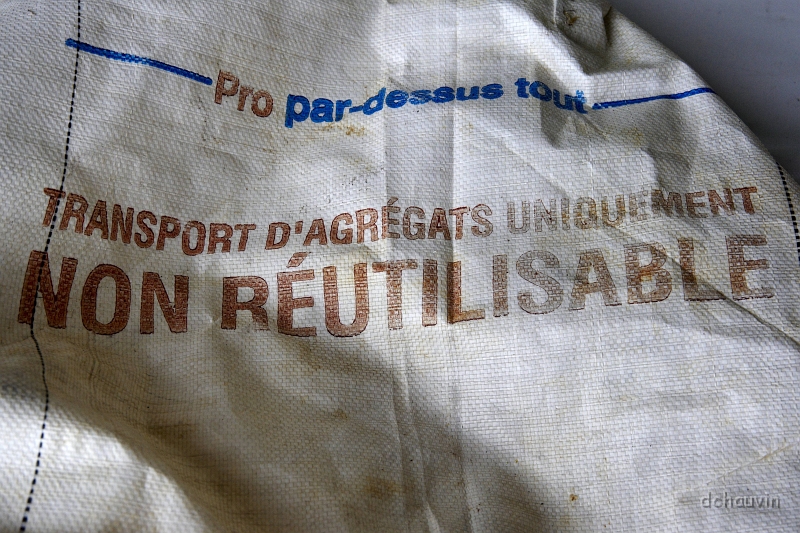 Pro par-dessus tout
TRANSPORT D'AGRÉGATS UNIQUEMENT
NON RÉUTILISABLE
dchauvin